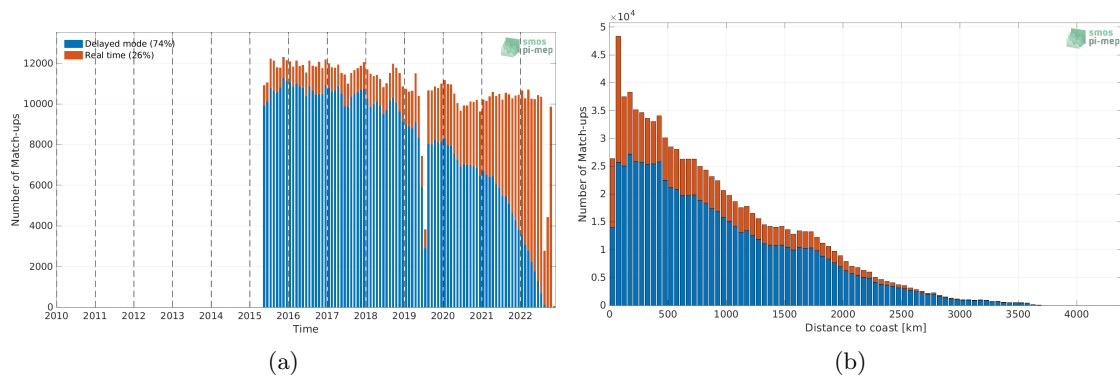 Delayed mode (74%)
Real time (26%)
smos
pi-mep
Number of Match-ups
12000
10000
8000
6000
4000
2000
0
2010 2011 2012 2013 2014 2015 2016 2017 2018 2019 2020 2021 2022
Time
(a)
×10⁴
smos
pi-mep
Number of Match-ups
5
4.5
4
3.5
3
2.5
2
1.5
1
0.5
0
0 500 1000 1500 2000 2500 3000 3500 4000
Distance to coast [km]
(b)